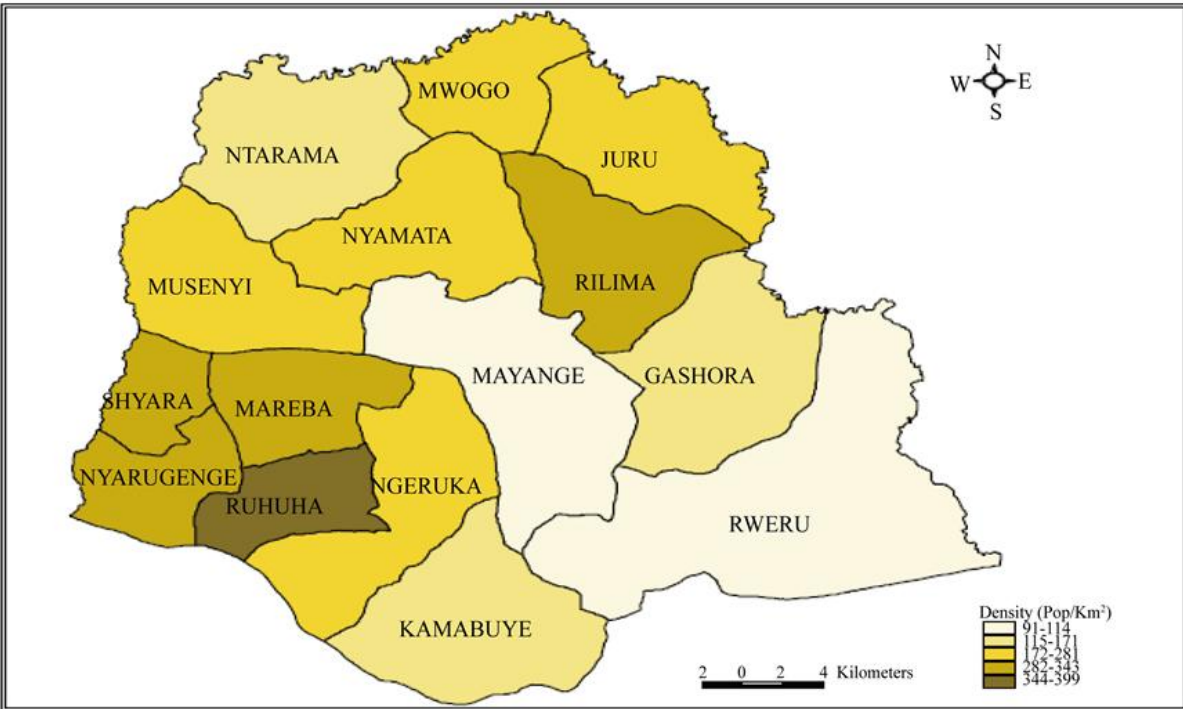 N
W E
S
MWOGO
NTARAMA
JURU
NYAMATA
RILIMA
MUSENYI
MAYANGE
GASHORA
SHYARA
MAREBA
NYARUGENGE
NGERUKA
RUHUHA
RWERU
KAMABUYE
Density (Pop/Km²)
91-114
115-171
172-281
282-343
344-399
2 0 2 4 Kilometers